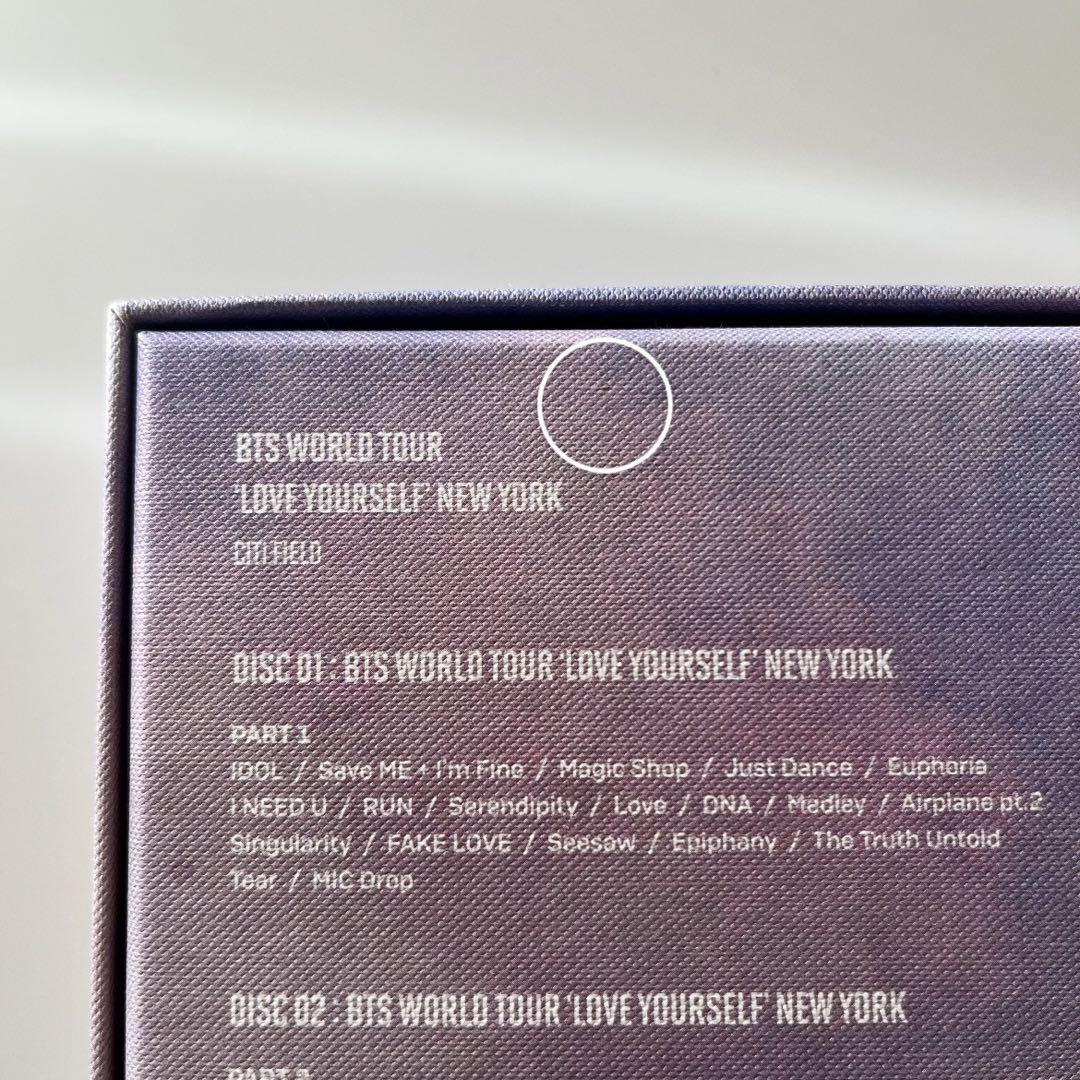 BTS WORLD TOUR
'LOVE YOURSELF' NEW YORK
CITI FIELD
DISC 01 : BTS WORLD TOUR 'LOVE YOURSELF' NEW YORK
PART 1
IDOL / Save ME + I'm Fine / Magic Shop / Just Dance / Euphoria
I NEED U / RUN / Serendipity / Love / DNA / Medley / Airplane pt.2
Singularity / FAKE LOVE / Seesaw / Epiphany / The Truth Untold
Tear / MIC Drop
DISC 02 : BTS WORLD TOUR 'LOVE YOURSELF' NEW YORK
PART 2